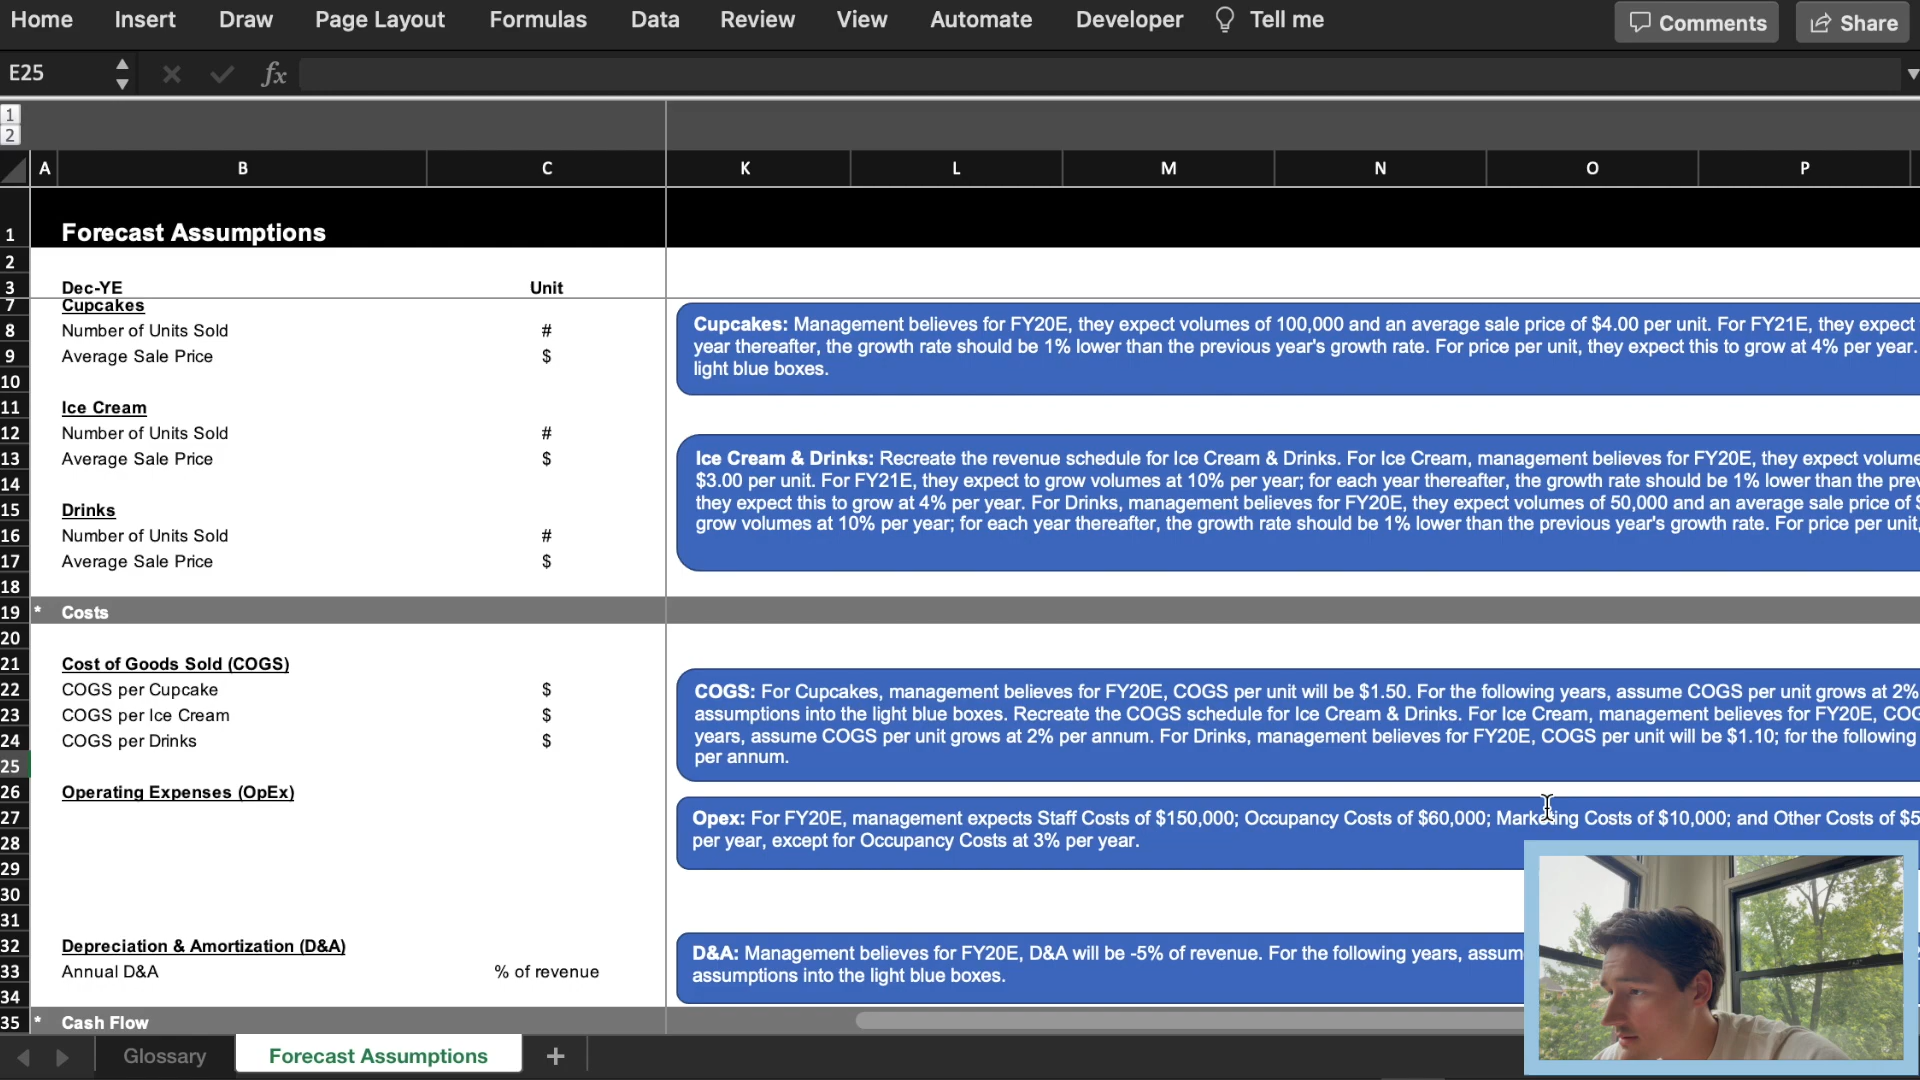 Home Insert Draw Page Layout Formulas Data Review View Automate Developer Tell me Comments Share
E25 fx
1
2
A B C K L M N O P
1 Forecast Assumptions
2
3 Dec-YE Unit
7 Cupcakes
8 Number of Units Sold #
9 Average Sale Price $
10
Cupcakes: Management believes for FY20E, they expect volumes of 100,000 and an average sale price of $4.00 per unit. For FY21E, they expect
year thereafter, the growth rate should be 1% lower than the previous year's growth rate. For price per unit, they expect this to grow at 4% per year.
light blue boxes.
11 Ice Cream
12 Number of Units Sold #
13 Average Sale Price $
14
15 Drinks
16 Number of Units Sold #
17 Average Sale Price $
18
Ice Cream & Drinks: Recreate the revenue schedule for Ice Cream & Drinks. For Ice Cream, management believes for FY20E, they expect
$3.00 per unit. For FY21E, they expect to grow volumes at 10% per year; for each year thereafter, the growth rate should be 1% lower than the
they expect this to grow at 4% per year. For Drinks, management believes for FY20E, they expect volumes of 50,000 and an average sale price of
grow volumes at 10% per year; for each year thereafter, the growth rate should be 1% lower than the previous year's growth rate. For price per unit,
19 * Costs
20
21 Cost of Goods Sold (COGS)
22 COGS per Cupcake $
23 COGS per Ice Cream $
24 COGS per Drinks $
25
COGS: For Cupcakes, management believes for FY20E, COGS per unit will be $1.50. For the following years, assume COGS per unit grows at 2%
assumptions into the light blue boxes. Recreate the COGS schedule for Ice Cream & Drinks. For Ice Cream, management believes for FY20E,
years, assume COGS per unit grows at 2% per annum. For Drinks, management believes for FY20E, COGS per unit will be $1.10; for the following
per annum.
26 Operating Expenses (OpEx)
27
28
29
30
31
Opex: For FY20E, management expects Staff Costs of $150,000; Occupancy Costs of $60,000; Marketing Costs of $10,000; and Other Costs of
per year, except for Occupancy Costs at 3% per year.
32 Depreciation & Amortization (D&A)
33 Annual D&A % of revenue
34
D&A: Management believes for FY20E, D&A will be -5% of revenue. For the following years,
assumptions into the light blue boxes.
35 * Cash Flow
Glossary Forecast Assumptions +